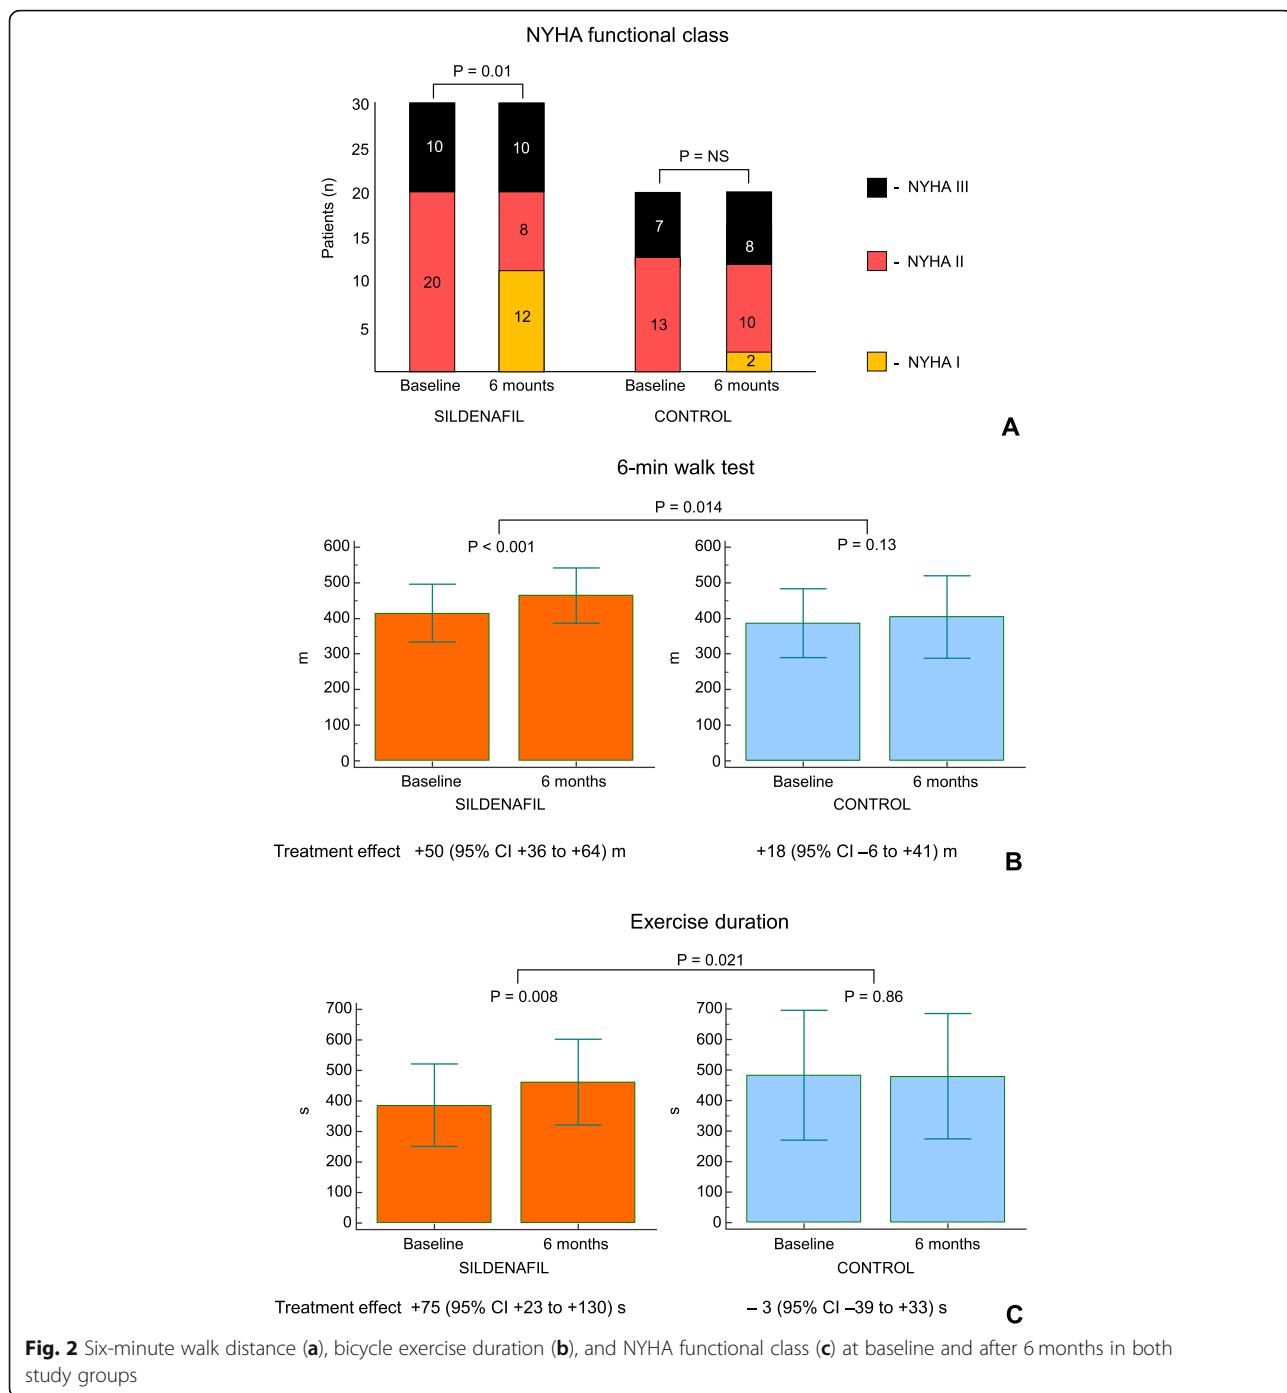 NYHA functional class
P = 0.01
P = NS
Patients (n)
30
25
20
15
10
5
10
20
10
8
12
7
13
8
10
2
- NYHA III
- NYHA II
- NYHA I
Baseline 6 mounts Baseline 6 mounts
SILDENAFIL CONTROL
A
6-min walk test
P = 0.014
P < 0.001 P = 0.13
m
600
500
400
300
200
100
0
m
600
500
400
300
200
100
0
Baseline 6 months Baseline 6 months
SILDENAFIL CONTROL
Treatment effect +50 (95% CI +36 to +64) m +18 (95% CI –6 to +41) m
B
Exercise duration
P = 0.021
P = 0.008 P = 0.86
s
700
600
500
400
300
200
100
0
s
700
600
500
400
300
200
100
0
Baseline 6 months Baseline 6 months
SILDENAFIL CONTROL
Treatment effect +75 (95% CI +23 to +130) s – 3 (95% CI –39 to +33) s
C
Fig. 2 Six-minute walk distance (a), bicycle exercise duration (b), and NYHA functional class (c) at baseline and after 6 months in both
study groups